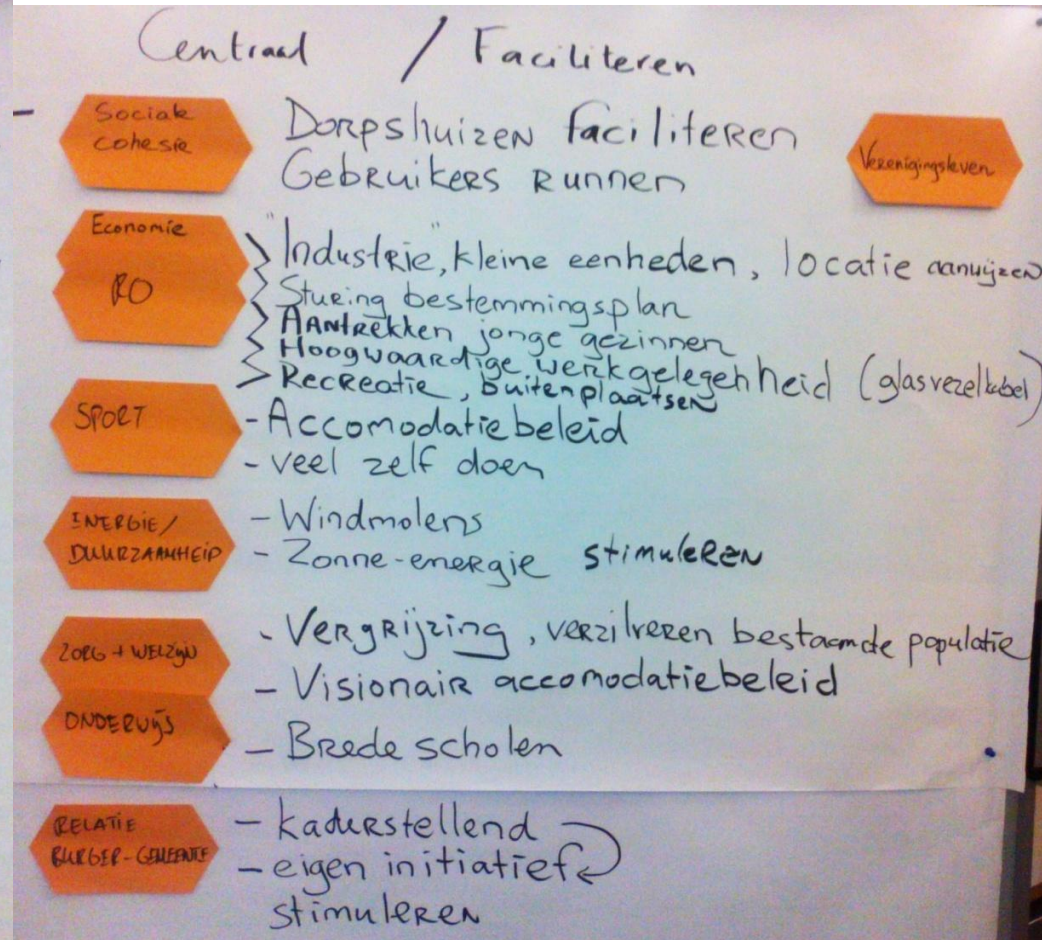 Centraal / Faciliteren
Sociale
cohesie
Dorpshuizen faciliteren
Gebruikers runnen
Verenigingsleven
Economie
RO
"Industrie", kleine eenheden, locatie aanwijzen
Sturing bestemmingsplan
Aantrekken jonge gezinnen
Hoogwaardige werkgelegenheid (glasvezelkabel)
Recreatie, buitenplaatsen
SPORT
- Accomodatiebeleid
- veel zelf doen
ENERGIE/
DUURZAAMHEID
- Windmolens
- Zonne-energie stimuleren
ZORG + WELZIJN
- Vergrijzing, verzilveren bestaande populatie
- Visionair accomodatiebeleid
ONDERWIJS
- Brede scholen
RELATIE
BURGER-GEMEENTE
- kaderstellend
- eigen initiatief
stimuleren